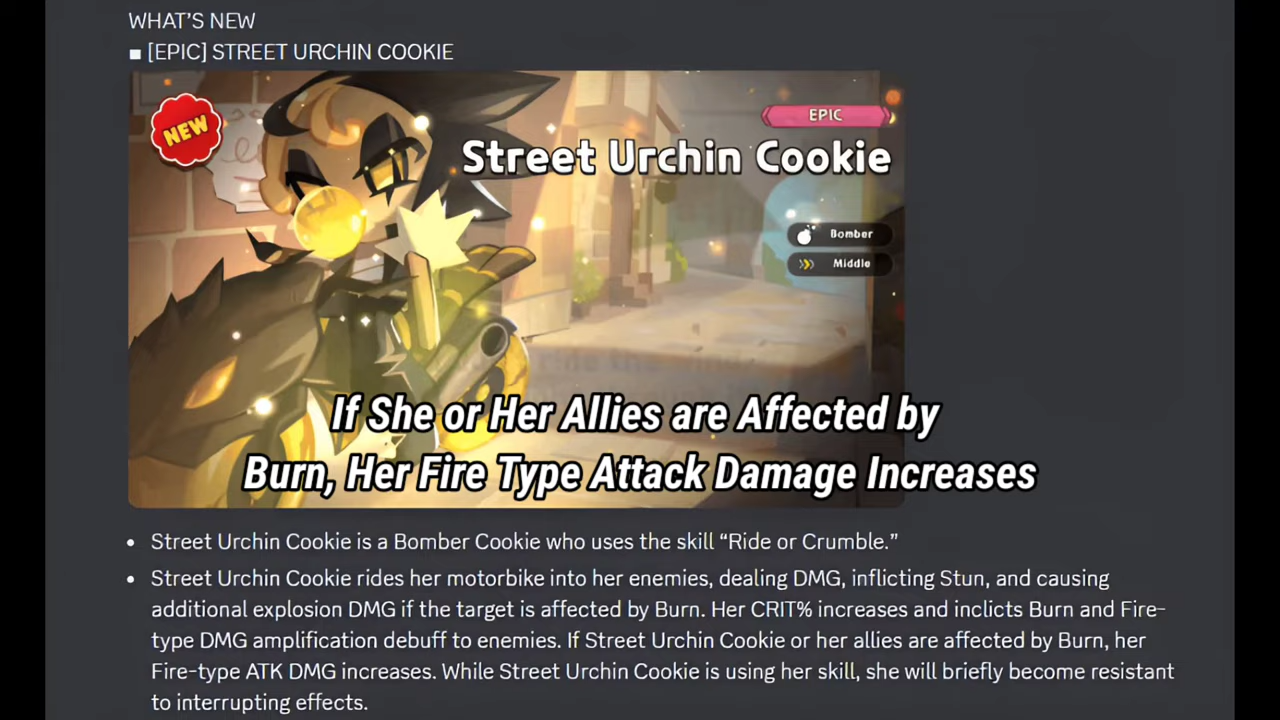 WHAT'S NEW
■ [EPIC] STREET URCHIN COOKIE
NEW
EPIC
Street Urchin Cookie
Bomber
Middle
If She or Her Allies are Affected by
Burn, Her Fire Type Attack Damage Increases
• Street Urchin Cookie is a Bomber Cookie who uses the skill “Ride or Crumble.”
• Street Urchin Cookie rides her motorbike into her enemies, dealing DMG, inflicting Stun, and causing
additional explosion DMG if the target is affected by Burn. Her CRIT% increases and inclicts Burn and Fire-
type DMG amplification debuff to enemies. If Street Urchin Cookie or her allies are affected by Burn, her
Fire-type ATK DMG increases. While Street Urchin Cookie is using her skill, she will briefly become resistant
to interrupting effects.